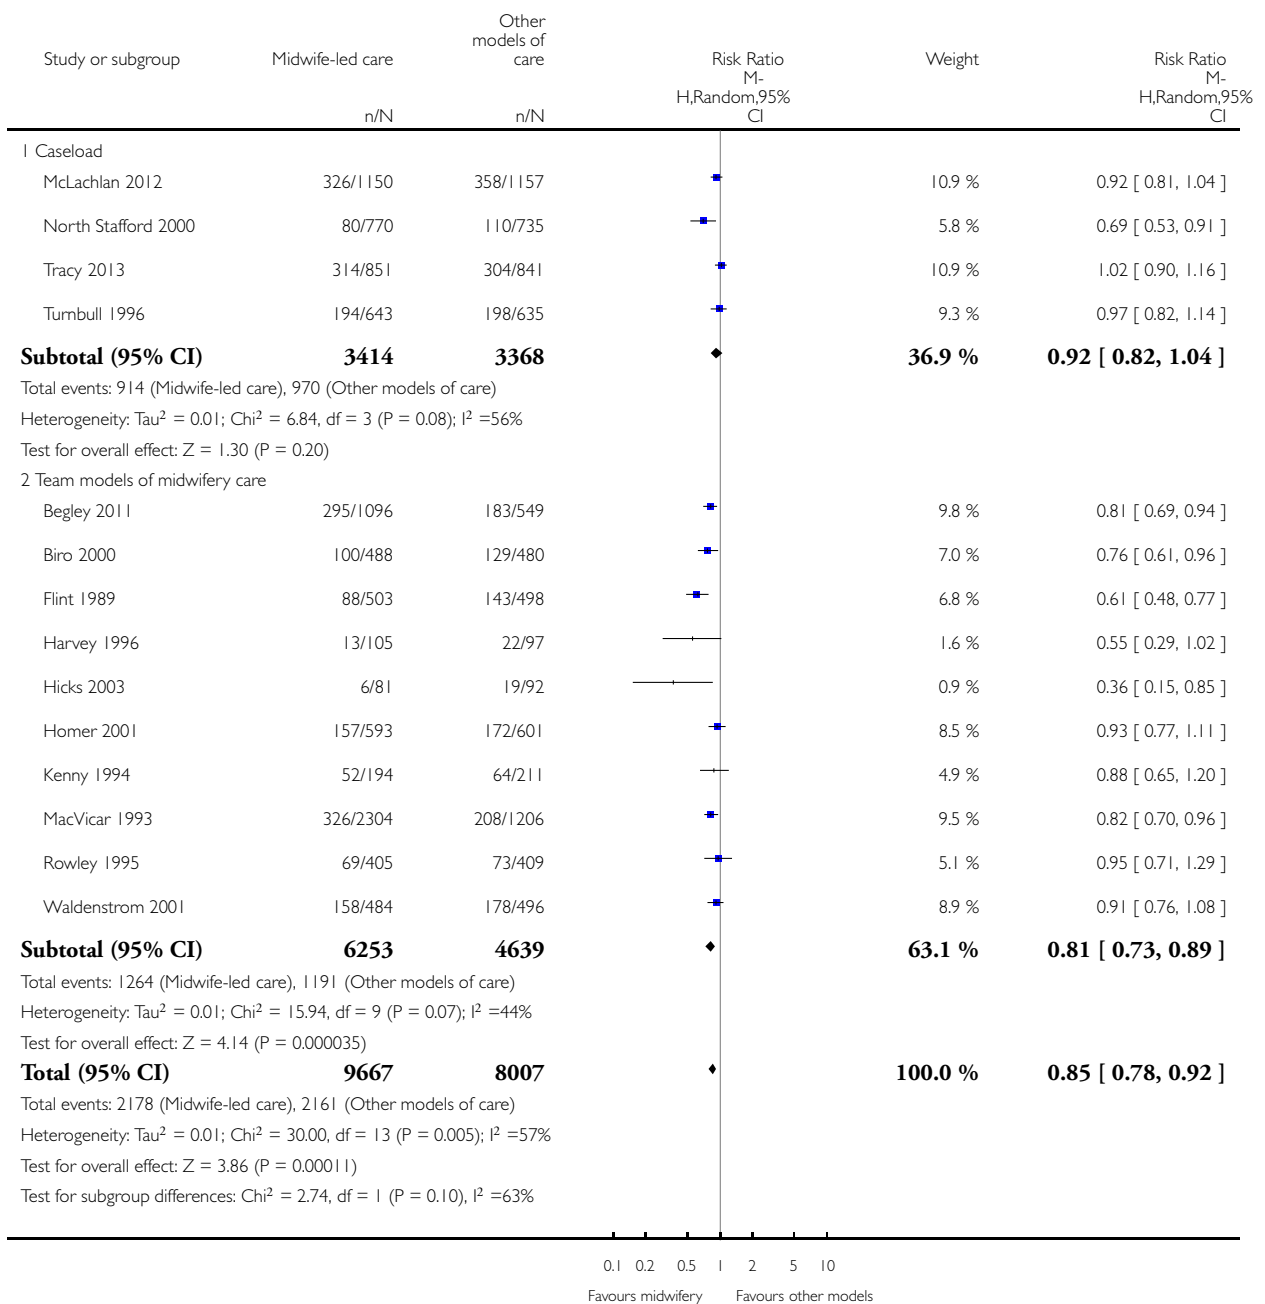 Study or subgroup Midwife-led care Other models of care Risk Ratio Weight Risk Ratio
M-H,Random,95% CI M-H,Random,95% CI
n/N n/N
1 Caseload
McLachlan 2012 326/1150 358/1157 10.9 % 0.92 [ 0.81, 1.04 ]
North Stafford 2000 80/770 110/735 5.8 % 0.69 [ 0.53, 0.91 ]
Tracy 2013 314/851 304/841 10.9 % 1.02 [ 0.90, 1.16 ]
Turnbull 1996 194/643 198/635 9.3 % 0.97 [ 0.82, 1.14 ]
Subtotal (95% CI) 3414 3368 36.9 % 0.92 [ 0.82, 1.04 ]
Total events: 914 (Midwife-led care), 970 (Other models of care)
Heterogeneity: Tau² = 0.01; Chi² = 6.84, df = 3 (P = 0.08); I² =56%
Test for overall effect: Z = 1.30 (P = 0.20)
2 Team models of midwifery care
Begley 2011 295/1096 183/549 9.8 % 0.81 [ 0.69, 0.94 ]
Biro 2000 100/488 129/480 7.0 % 0.76 [ 0.61, 0.96 ]
Flint 1989 88/503 143/498 6.8 % 0.61 [ 0.48, 0.77 ]
Harvey 1996 13/105 22/97 1.6 % 0.55 [ 0.29, 1.02 ]
Hicks 2003 6/81 19/92 0.9 % 0.36 [ 0.15, 0.85 ]
Homer 2001 157/593 172/601 8.5 % 0.93 [ 0.77, 1.11 ]
Kenny 1994 52/194 64/211 4.9 % 0.88 [ 0.65, 1.20 ]
MacVicar 1993 326/2304 208/1206 9.5 % 0.82 [ 0.70, 0.96 ]
Rowley 1995 69/405 73/409 5.1 % 0.95 [ 0.71, 1.29 ]
Waldenstrom 2001 158/484 178/496 8.9 % 0.91 [ 0.76, 1.08 ]
Subtotal (95% CI) 6253 4639 63.1 % 0.81 [ 0.73, 0.89 ]
Total events: 1264 (Midwife-led care), 1191 (Other models of care)
Heterogeneity: Tau² = 0.01; Chi² = 15.94, df = 9 (P = 0.07); I² =44%
Test for overall effect: Z = 4.14 (P = 0.000035)
Total (95% CI) 9667 8007 100.0 % 0.85 [ 0.78, 0.92 ]
Total events: 2178 (Midwife-led care), 2161 (Other models of care)
Heterogeneity: Tau² = 0.01; Chi² = 30.00, df = 13 (P = 0.005); I² =57%
Test for overall effect: Z = 3.86 (P = 0.00011)
Test for subgroup differences: Chi² = 2.74, df = 1 (P = 0.10), I² =63%
0.1 0.2 0.5 1 2 5 10
Favours midwifery Favours other models